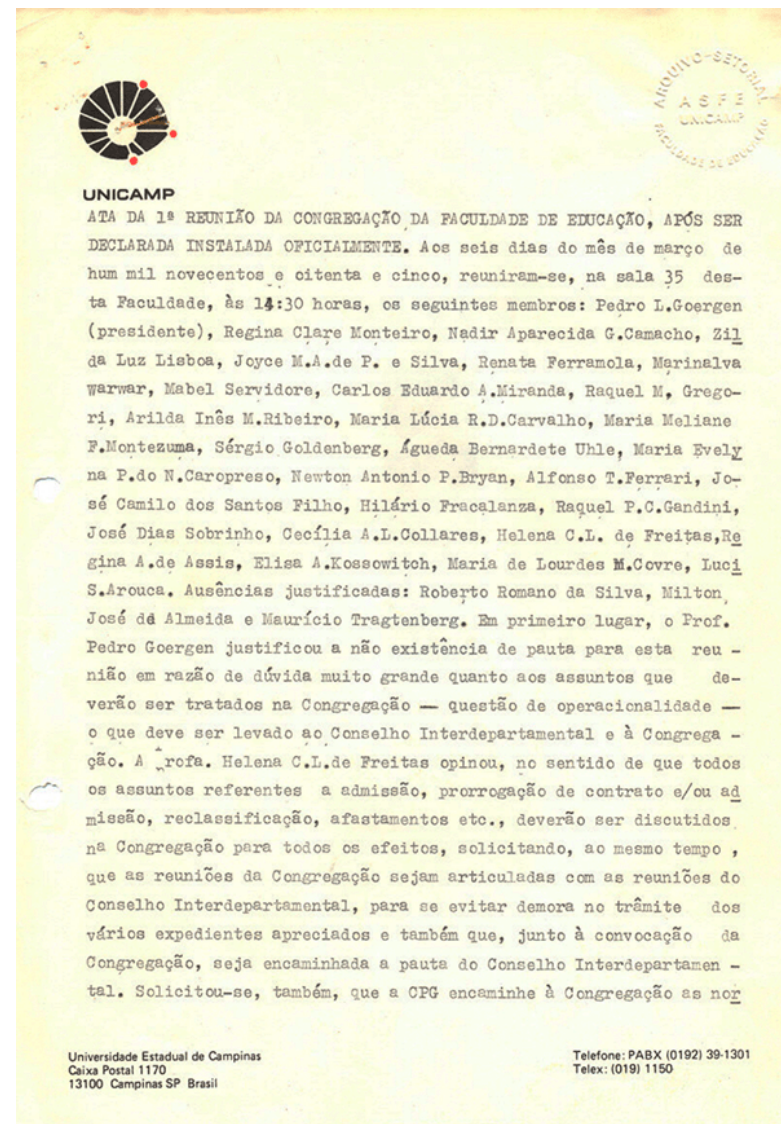 ARQUIVO-SETORIAL
ASFE
UNICAMP
FACULDADE DE EDUCAÇÃO
UNICAMP
ATA DA 1ª REUNIÃO DA CONGREGAÇÃO DA FACULDADE DE EDUCAÇÃO, APÓS SER
DECLARADA INSTALADA OFICIALMENTE. Aos seis dias do mês de março de
hum mil novecentos e oitenta e cinco, reuniram-se, na sala 35 des-
ta Faculdade, às 14:30 horas, os seguintes membros: Pedro L.Goergen
(presidente), Regina Clare Monteiro, Nadir Aparecida G.Camacho, Zil
da Luz Lisboa, Joyce M.A.de P. e Silva, Renata Ferramola, Marinalva
Warwar, Mabel Servidore, Carlos Eduardo A.Miranda, Raquel M. Grego-
ri, Arilda Inês M.Ribeiro, Maria Lúcia R.D.Carvalho, Maria Meliane
F.Montezuma, Sérgio Goldenberg, Águeda Bernardete Uhle, Maria Evely
na P.do N.Caropreso, Newton Antonio P.Bryan, Alfonso T.Ferrari, Jo-
sé Camilo dos Santos Filho, Hilário Fracalanza, Raquel P.C.Gandini,
José Dias Sobrinho, Cecília A.L.Collares, Helena C.L. de Freitas,Re
gina A.de Assis, Elisa A.Kossowitch, Maria de Lourdes M.Covre, Luci
S.Arouca. Ausências justificadas: Roberto Romano da Silva, Milton
José de Almeida e Maurício Tragtenberg. Em primeiro lugar, o Prof.
Pedro Goergen justificou a não existência de pauta para esta reu -
nião em razão de dúvida muito grande quanto aos assuntos que de-
verão ser tratados na Congregação — questão de operacionalidade —
o que deve ser levado ao Conselho Interdepartamental e à Congrega -
ção. A Profa. Helena C.L.de Freitas opinou, no sentido de que todos
os assuntos referentes a admissão, prorrogação de contrato e/ou ad
missão, reclassificação, afastamentos etc., deverão ser discutidos
na Congregação para todos os efeitos, solicitando, ao mesmo tempo ,
que as reuniões da Congregação sejam articuladas com as reuniões do
Conselho Interdepartamental, para se evitar demora no trâmite dos
vários expedientes apreciados e também que, junto à convocação da
Congregação, seja encaminhada a pauta do Conselho Interdepartamen -
tal. Solicitou-se, também, que a CPG encaminhe à Congregação as nor
Universidade Estadual de Campinas
Caixa Postal 1170
13100 Campinas SP Brasil
Telefone: PABX (0192) 39-1301
Telex: (019) 1150